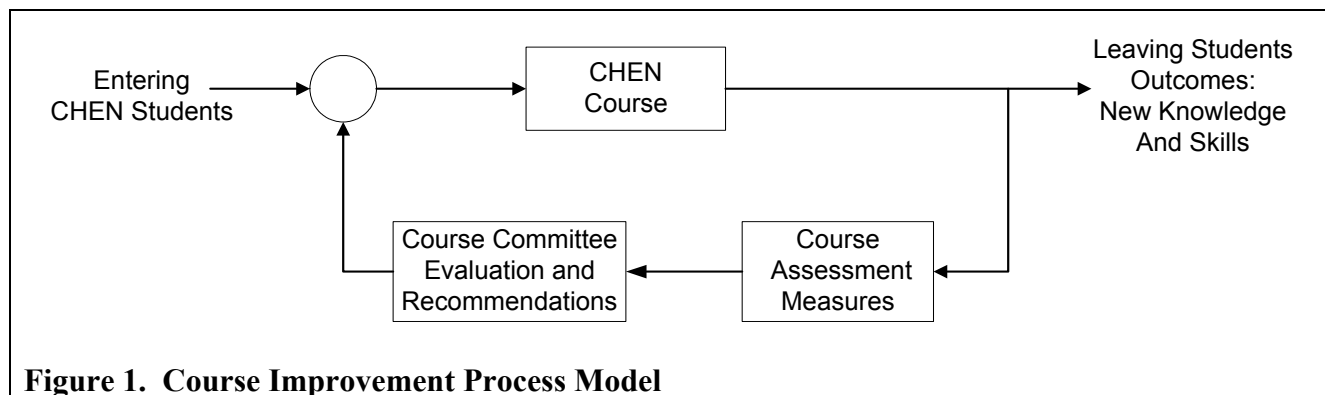 Entering
CHEN Students
CHEN
Course
Leaving Students
Outcomes:
New Knowledge
And Skills
Course Committee
Evaluation and
Recommendations
Course
Assessment
Measures
Figure 1.  Course Improvement Process Model